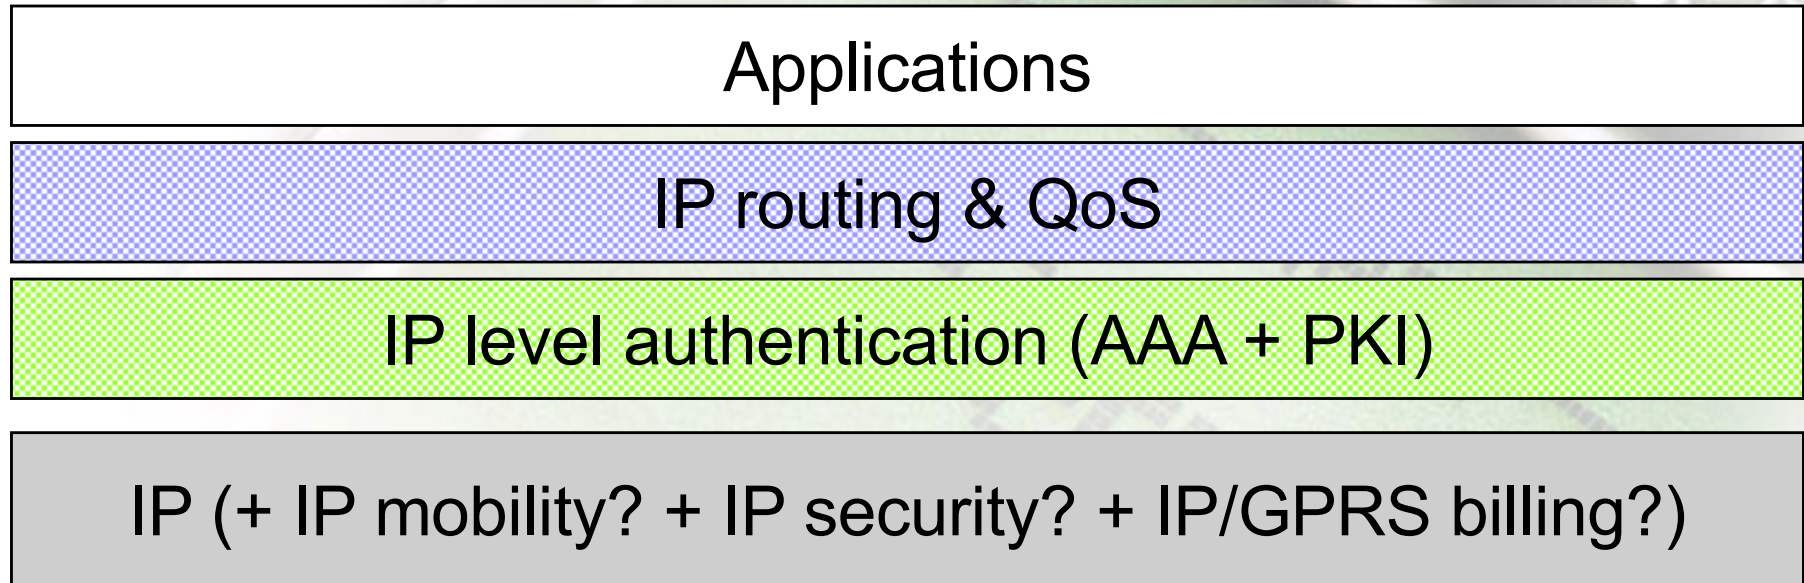 Applications
IP routing & QoS
IP level authentication (AAA + PKI)
IP (+ IP mobility? + IP security? + IP/GPRS billing?)